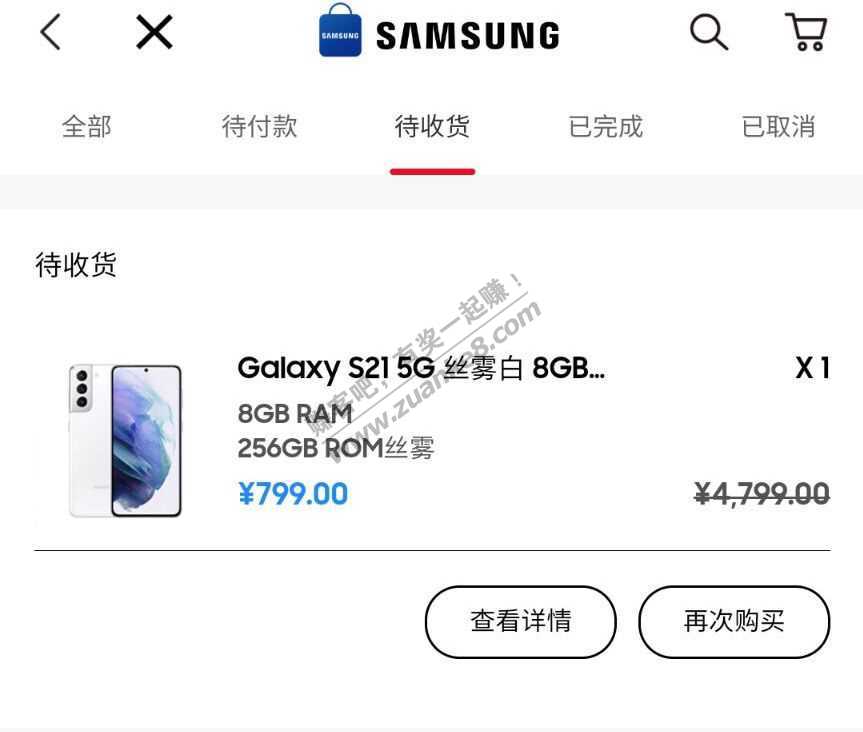 SAMSUNG SAMSUNG
全部 待付款 待收货 已完成 已取消
待收货
Galaxy S21 5G 丝雾白 8GB... X 1
8GB RAM
256GB ROM丝雾
¥799.00 ¥4,799.00
查看详情 再次购买
赚客吧,有奖一起赚!
www.zuanke8.com